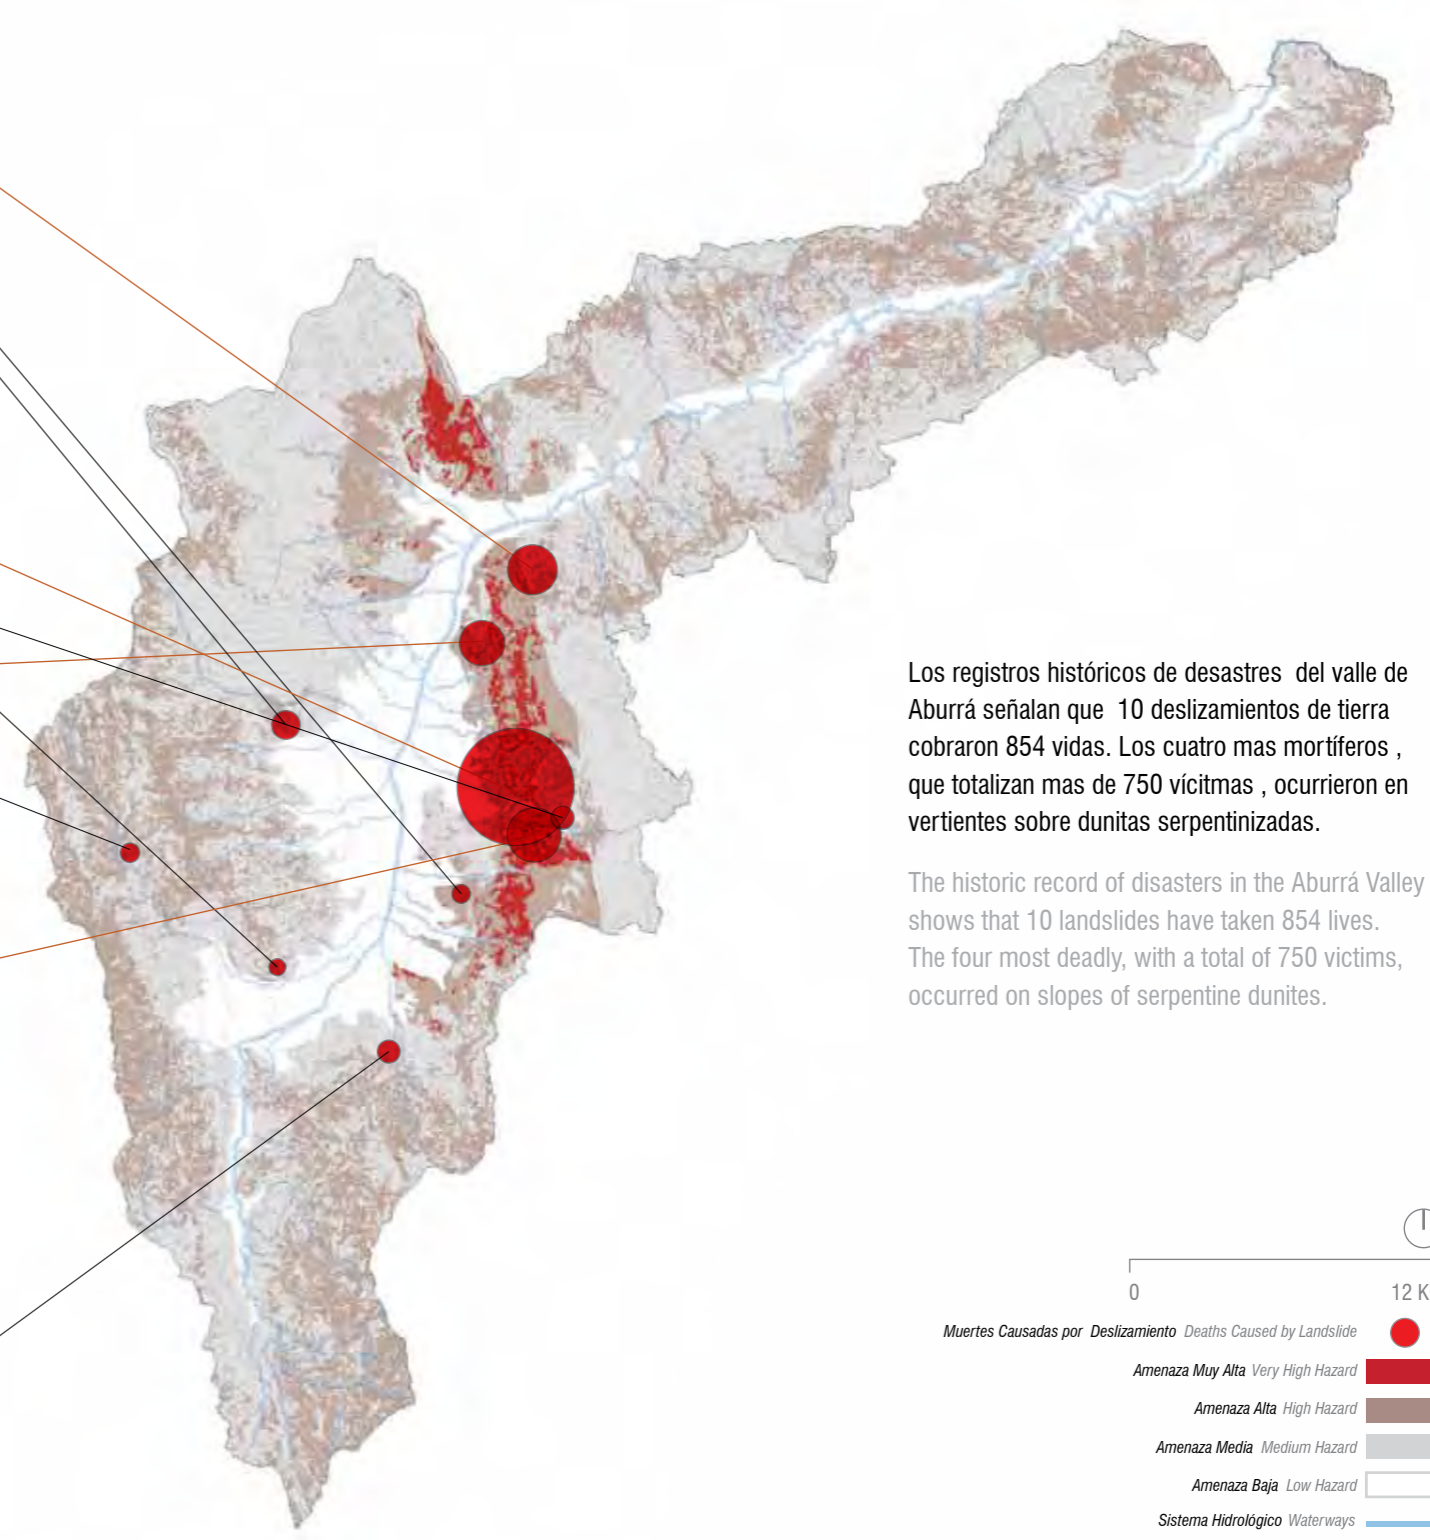 Los registros históricos de desastres del valle de
Aburrá señalan que 10 deslizamientos de tierra
cobraron 854 vidas. Los cuatro mas mortíferos ,
que totalizan mas de 750 vícitmas , ocurrieron en
vertientes sobre dunitas serpentinizadas.
The historic record of disasters in the Aburrá Valley
shows that 10 landslides have taken 854 lives.
The four most deadly, with a total of 750 victims,
occurred on slopes of serpentine dunites.
0 12 K
Muertes Causadas por Deslizamiento Deaths Caused by Landslide
Amenaza Muy Alta Very High Hazard
Amenaza Alta High Hazard
Amenaza Media Medium Hazard
Amenaza Baja Low Hazard
Sistema Hidrológico Waterways